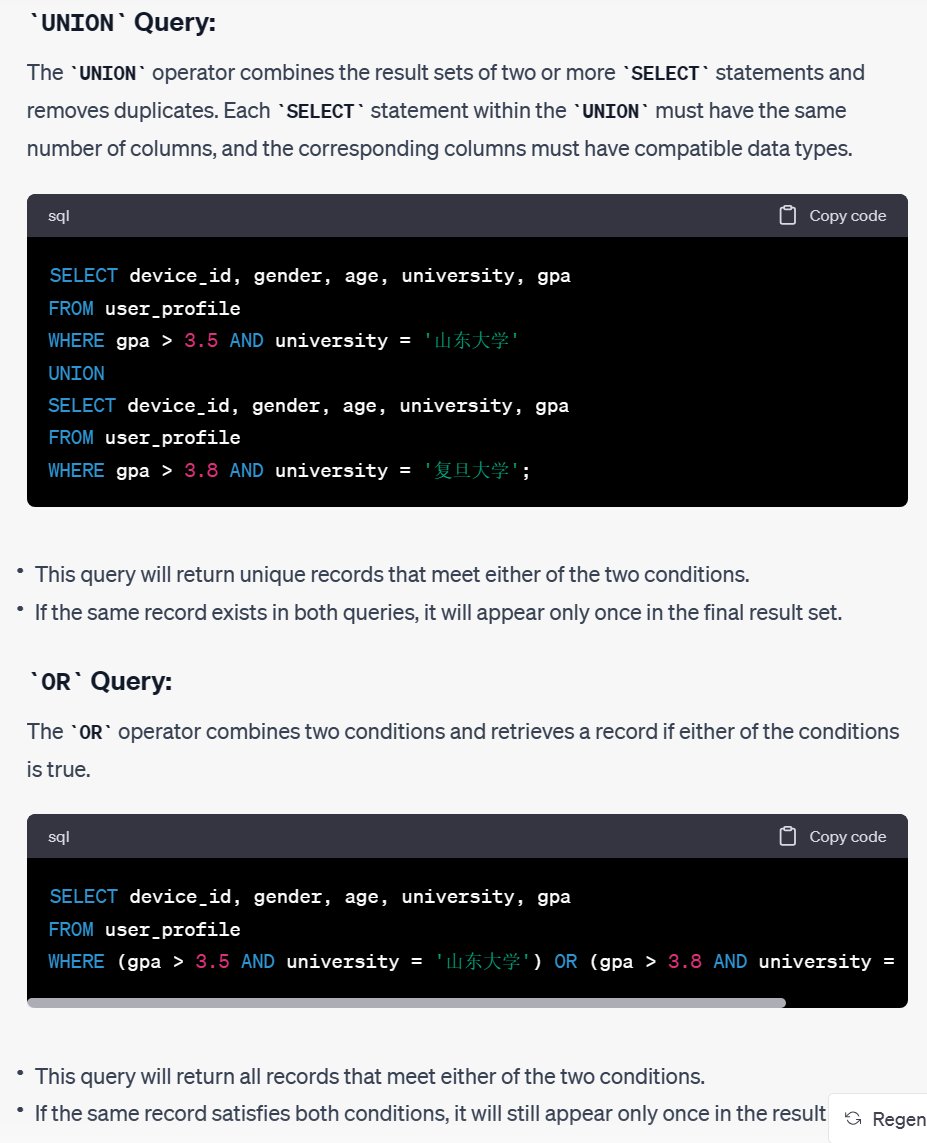 `UNION` Query:
The `UNION` operator combines the result sets of two or more `SELECT` statements and
removes duplicates. Each `SELECT` statement within the `UNION` must have the same
number of columns, and the corresponding columns must have compatible data types.
sql Copy code
SELECT device_id, gender, age, university, gpa
FROM user_profile
WHERE gpa > 3.5 AND university = '山东大学'
UNION
SELECT device_id, gender, age, university, gpa
FROM user_profile
WHERE gpa > 3.8 AND university = '复旦大学';
• This query will return unique records that meet either of the two conditions.
• If the same record exists in both queries, it will appear only once in the final result set.
`OR` Query:
The `OR` operator combines two conditions and retrieves a record if either of the conditions
is true.
sql Copy code
SELECT device_id, gender, age, university, gpa
FROM user_profile
WHERE (gpa > 3.5 AND university = '山东大学') OR (gpa > 3.8 AND university =
• This query will return all records that meet either of the two conditions.
• If the same record satisfies both conditions, it will still appear only once in the result
Regen